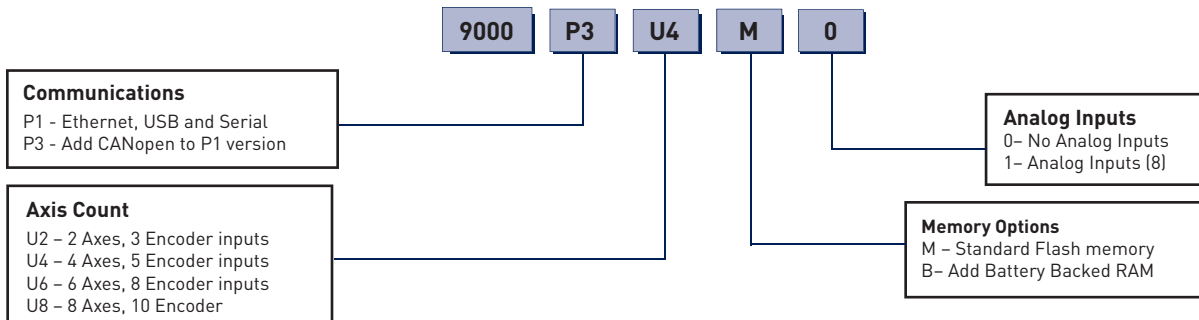 9000 P3 U4 M 0
Communications
P1 - Ethernet, USB and Serial
P3 - Add CANopen to P1 version
Axis Count
U2 – 2 Axes, 3 Encoder inputs
U4 – 4 Axes, 5 Encoder inputs
U6 – 6 Axes, 8 Encoder inputs
U8 – 8 Axes, 10 Encoder
Analog Inputs
0– No Analog Inputs
1– Analog Inputs (8)
Memory Options
M – Standard Flash memory
B– Add Battery Backed RAM